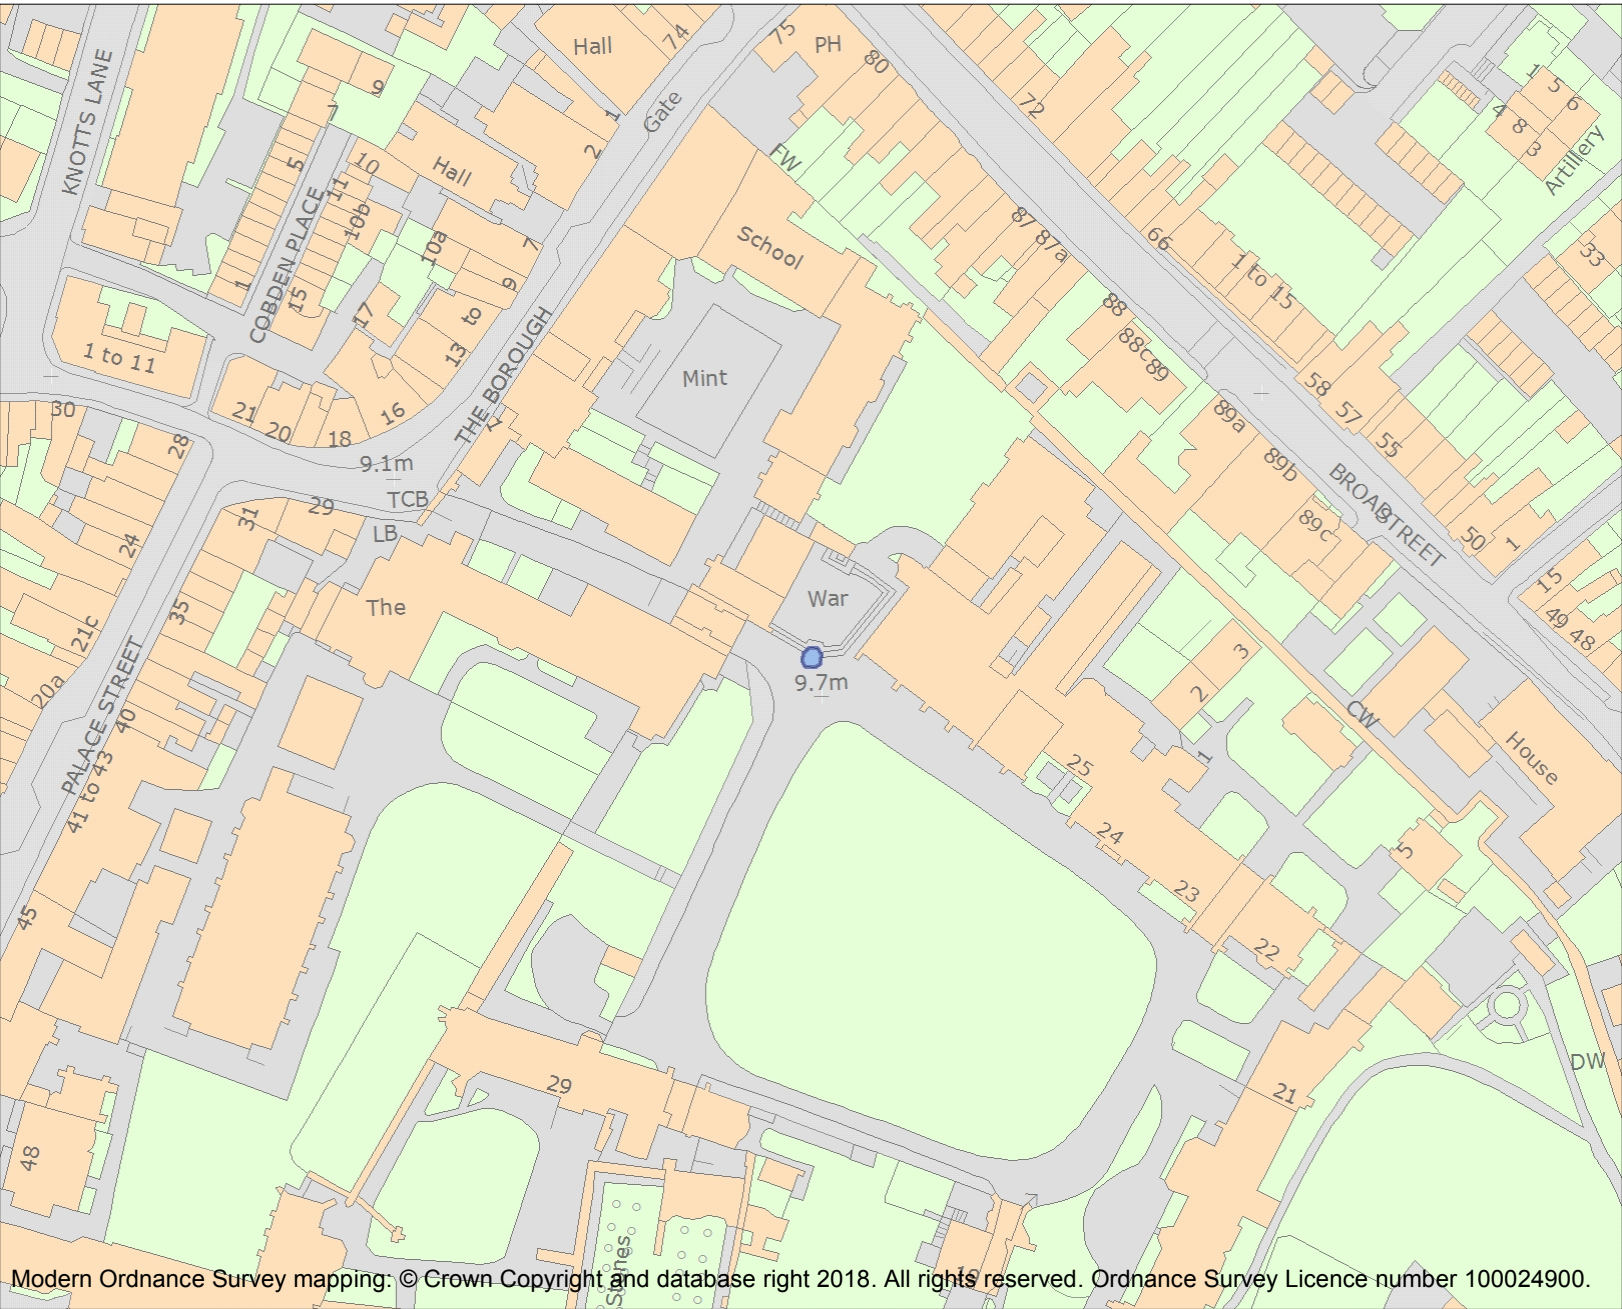 Hall
74
75
PH
80
72
1 5 6
4 8 3
Artillery
KNOTTS LANE
9
7
5
10
11
Hall
1
2
Gate
FW
10b
10a
7
9
to
13
School
87 87a
66
1 to 15
33
COBDEN PLACE
1
15
17
1 to 11
THE BOROUGH
Mint
88
88c
89
58
57
55
89a
89b
BROAD STREET
89c
50
1
30
28
21
20
18
16
1
9.1m
TCB
LB
29
31
24
35
The
War
9.7m
15
49 48
21c
20a
PALACE STREET
40
41 to 43
3
2
1
CW
House
25
24
23
22
5
45
48
29
21
DW
Stones
19
Modern Ordnance Survey mapping: © Crown Copyright and database right 2018. All rights reserved. Ordnance Survey Licence number 100024900.